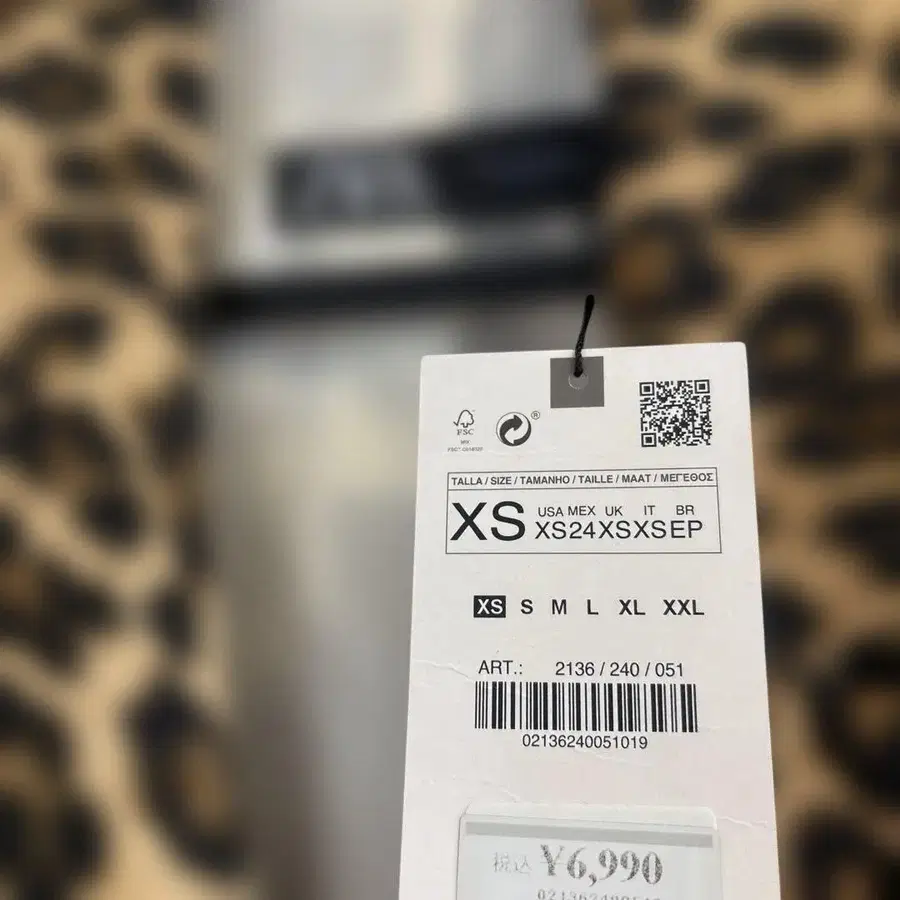 FSC
MIX
®
TALLA / SIZE / TAMANHO / TAILLE / MAAT / ΜΕΓΕΘΟΣ
XS
USA MEX UK IT BR
XS24XSXSEP
XS S M L XL XXL
ART.: 2136 / 240 / 051
02136240051019
税込 ¥6,990